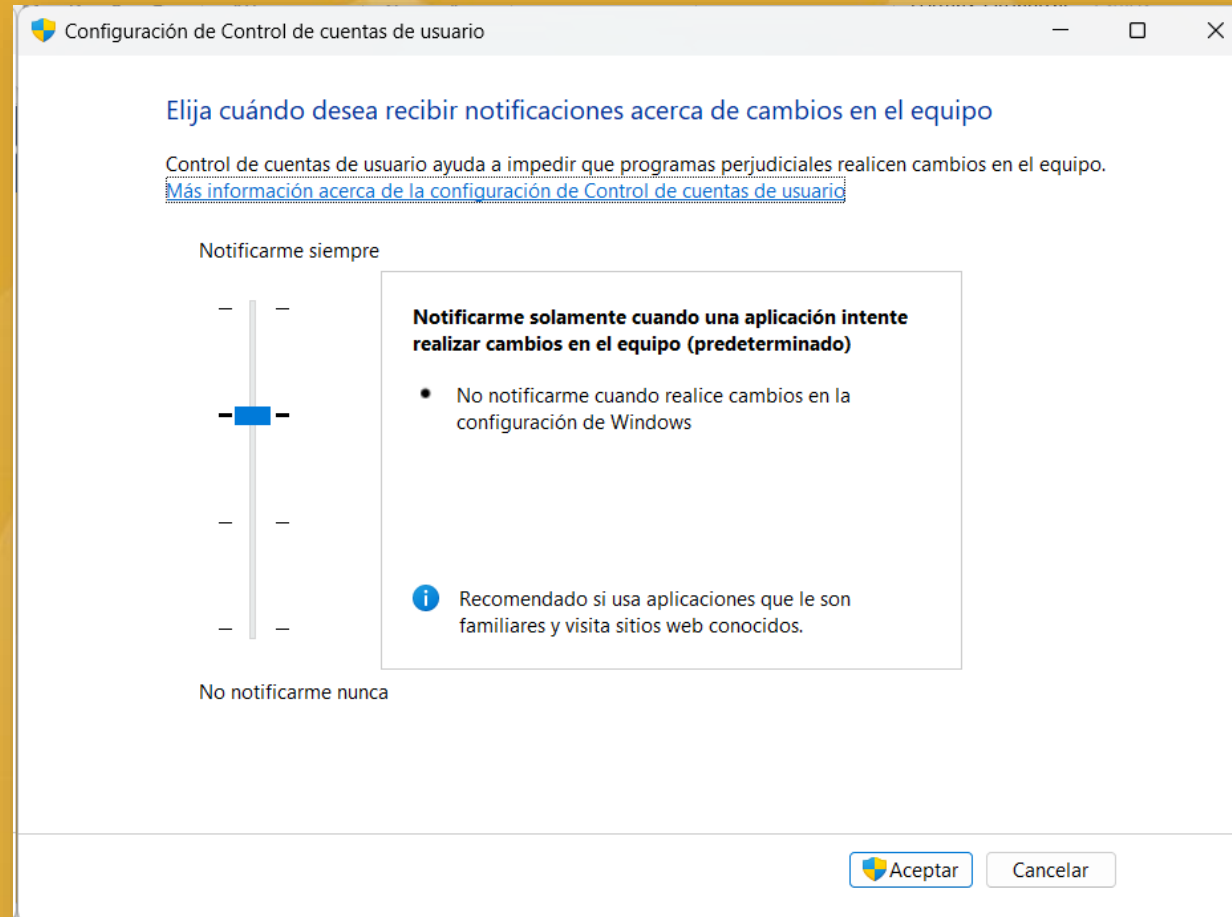 Configuración de Control de cuentas de usuario
Elija cuándo desea recibir notificaciones acerca de cambios en el equipo
Control de cuentas de usuario ayuda a impedir que programas perjudiciales realicen cambios en el equipo.
Más información acerca de la configuración de Control de cuentas de usuario
Notificarme siempre
Notificarme solamente cuando una aplicación intente
realizar cambios en el equipo (predeterminado)
No notificarme cuando realice cambios en la
configuración de Windows
Recomendado si usa aplicaciones que le son
familiares y visita sitios web conocidos.
No notificarme nunca
Aceptar Cancelar